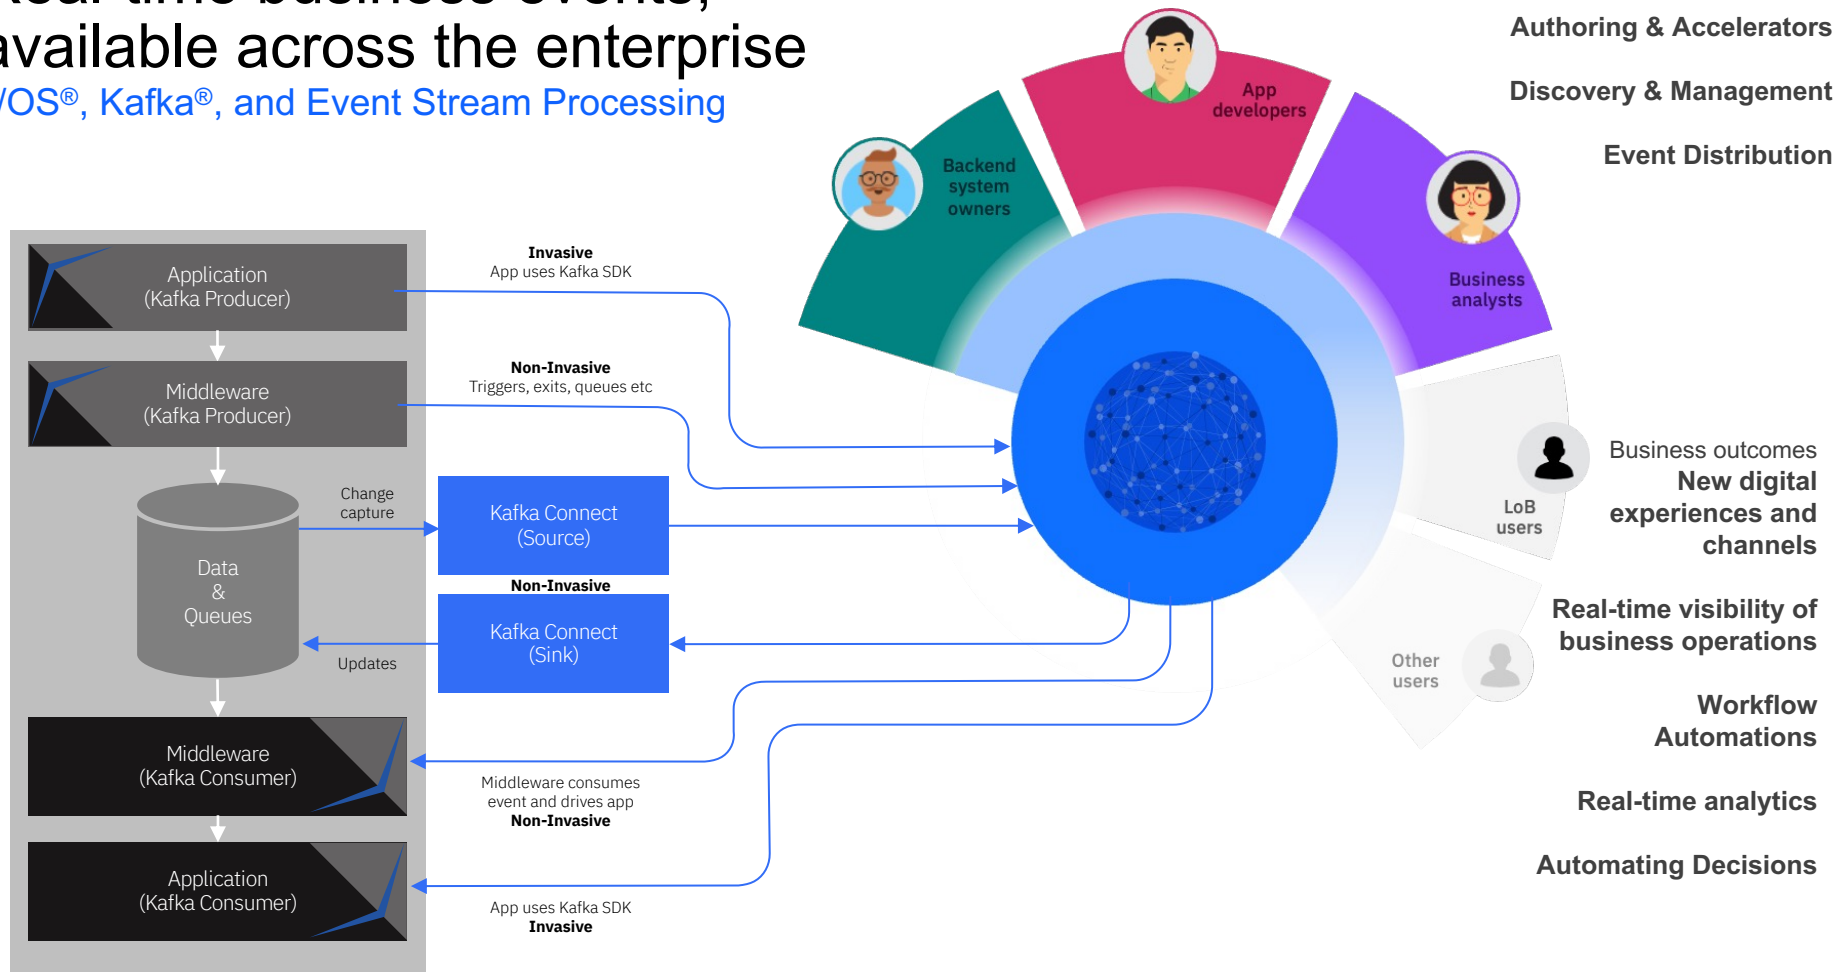 Real-time business events,
available across the enterprise
/OS®, Kafka®, and Event Stream Processing
Application
(Kafka Producer)
Middleware
(Kafka Producer)
Data
&
Queues
Middleware
(Kafka Consumer)
Application
(Kafka Consumer)
Invasive
App uses Kafka SDK
Non-Invasive
Triggers, exits, queues etc
Change
capture
Kafka Connect
(Source)
Non-Invasive
Kafka Connect
(Sink)
Updates
Middleware consumes
event and drives app
Non-Invasive
App uses Kafka SDK
Invasive
Backend
system
owners
App
developers
Business
analysts
LoB
users
Other
users
Authoring & Accelerators
Discovery & Management
Event Distribution
Business outcomes
New digital
experiences and
channels
Real-time visibility of
business operations
Workflow
Automations
Real-time analytics
Automating Decisions